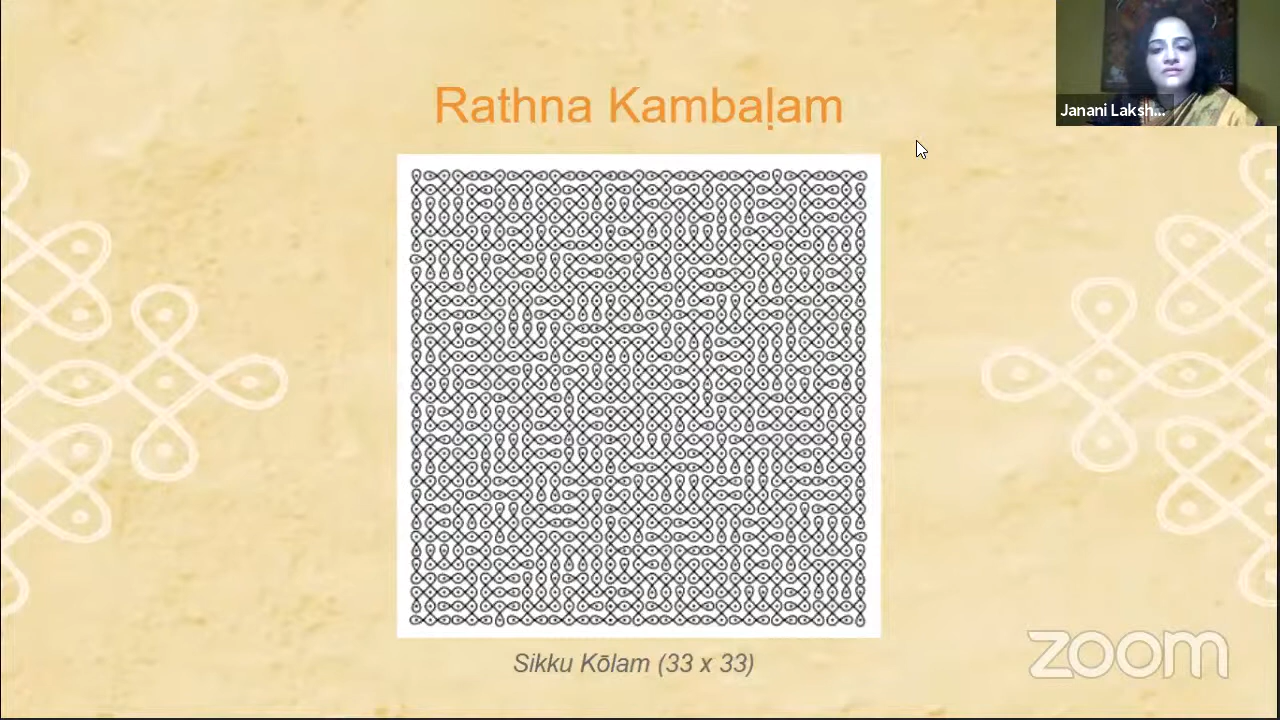 Rathna Kambaḷam
Janani Laksh...
Sikku Kōlam (33 x 33)
zoom